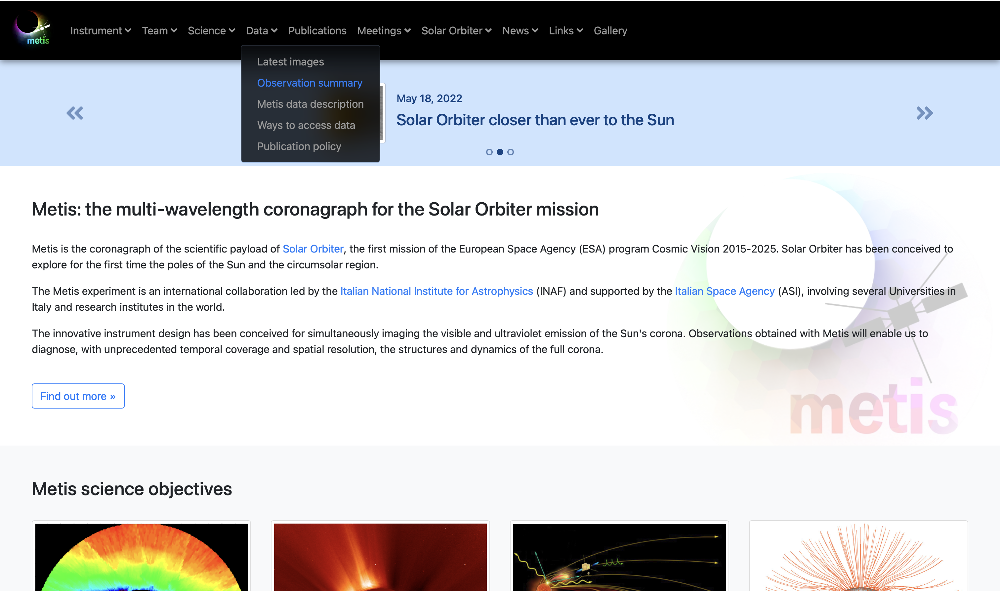 metis
Instrument Team Science Data Publications Meetings Solar Orbiter News Links Gallery
Latest images
Observation summary
Metis data description
Ways to access data
Publication policy
May 18, 2022
Solar Orbiter closer than ever to the Sun
Metis: the multi-wavelength coronagraph for the Solar Orbiter mission
Metis is the coronagraph of the scientific payload of Solar Orbiter, the first mission of the European Space Agency (ESA) program Cosmic Vision 2015-2025. Solar Orbiter has been conceived to
explore for the first time the poles of the Sun and the circumsolar region.
The Metis experiment is an international collaboration led by the Italian National Institute for Astrophysics (INAF) and supported by the Italian Space Agency (ASI), involving several Universities in
Italy and research institutes in the world.
The innovative instrument design has been conceived for simultaneously imaging the visible and ultraviolet emission of the Sun's corona. Observations obtained with Metis will enable us to
diagnose, with unprecedented temporal coverage and spatial resolution, the structures and dynamics of the full corona.
Find out more »
metis
Metis science objectives